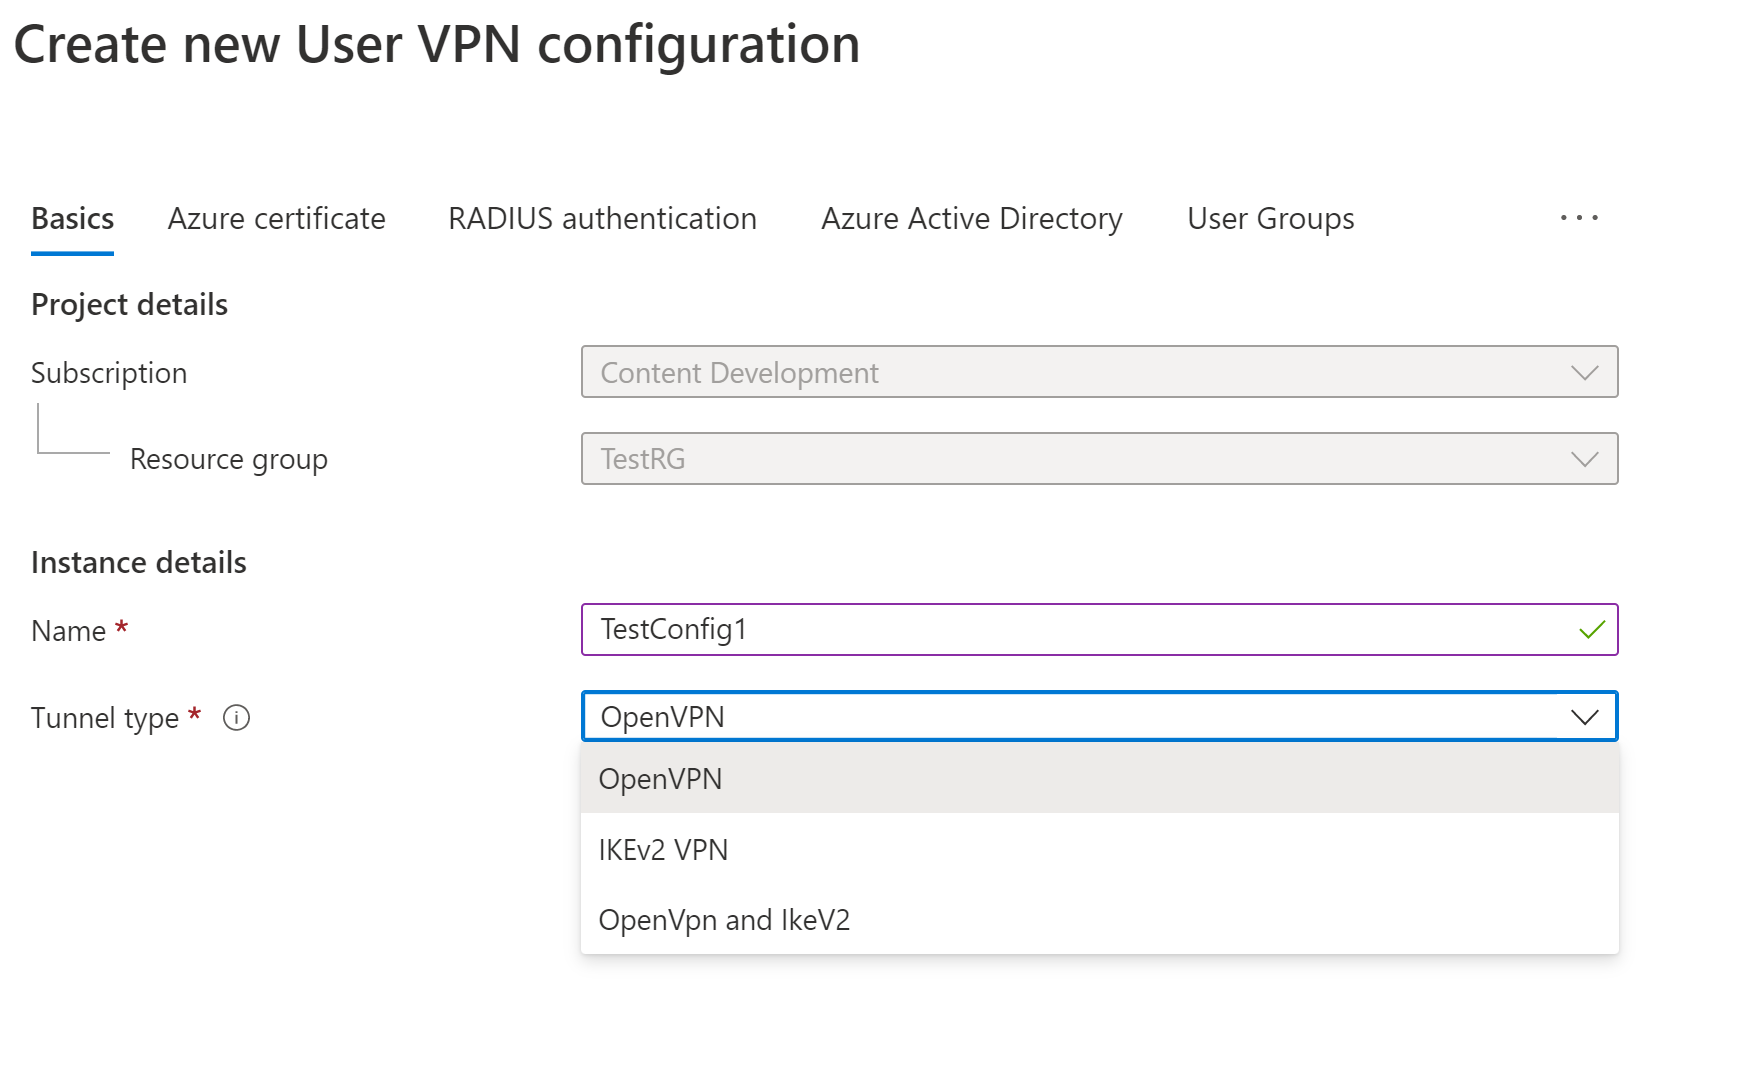 Create new User VPN configuration
Basics Azure certificate RADIUS authentication Azure Active Directory User Groups ...
Project details
Subscription Content Development
Resource group TestRG
Instance details
Name * TestConfig1
Tunnel type * OpenVPN
OpenVPN
IKEv2 VPN
OpenVpn and IkeV2